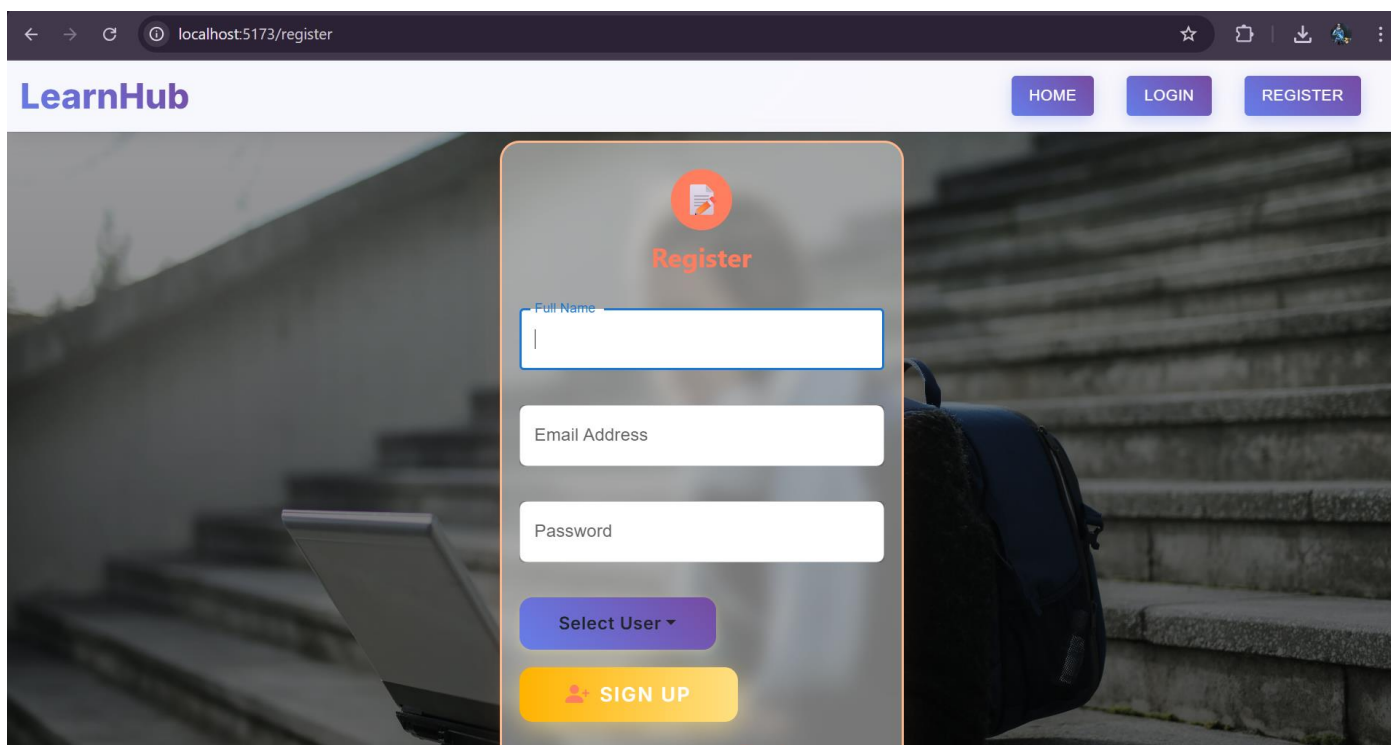 localhost:5173/register
LearnHub
HOME LOGIN REGISTER
Register
Full Name
Email Address
Password
Select User
SIGN UP